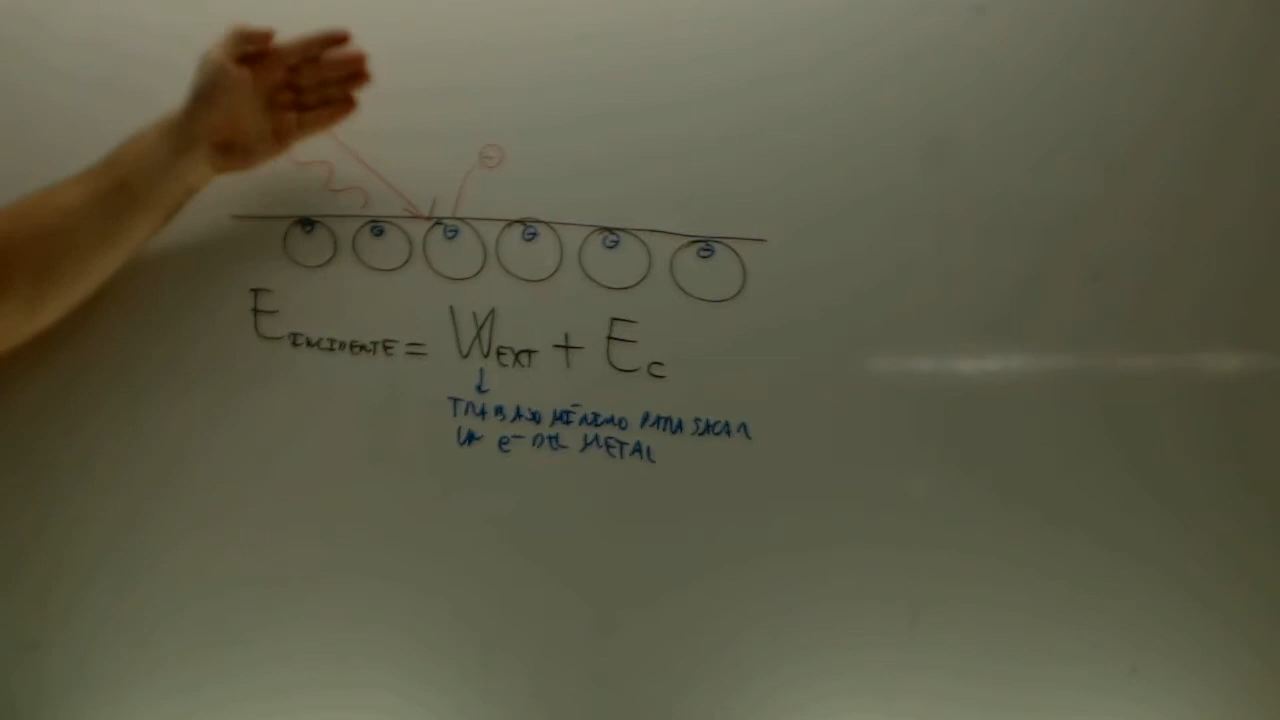 ⊖
⊖ ⊖ ⊖ ⊖ ⊖ ⊖
E INCIDENTE = W EXT + E C
↓
TRABAJO MÍNIMO PARA SACAR
UN e⁻ DEL METAL